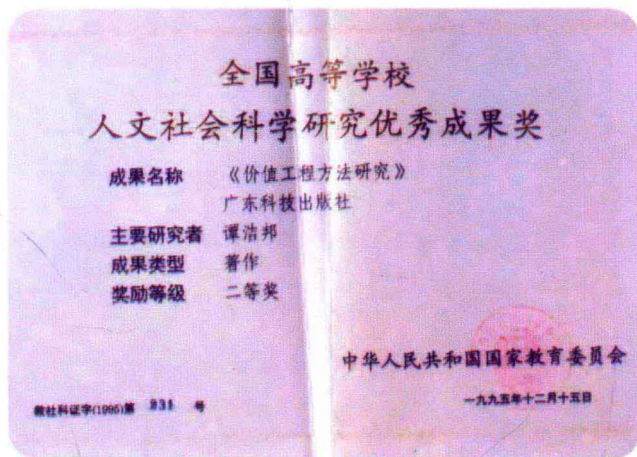 全国高等学校
人文社会科学研究优秀成果奖
成果名称 《价值工程方法研究》
广东科技出版社
主要研究者 谭浩邦
成果类型 著作
奖励等级 二等奖
中华人民共和国国家教育委员会
教社科证字(1995)第 231 号
一九九五年十二月十五日